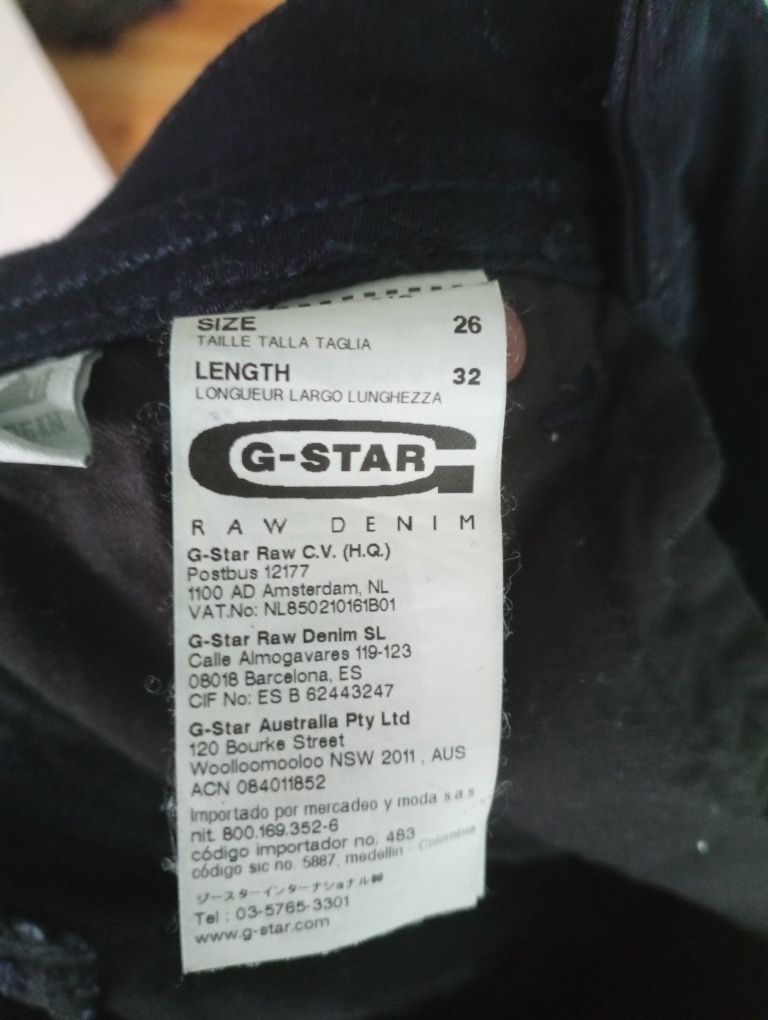 SIZE 26
TAILLE TALLA TAGLIA
LENGTH 32
LONGUEUR LARGO LUNGHEZZA
G-STAR
RAW DENIM
G-Star Raw C.V. (H.Q.)
Postbus 12177
1100 AD Amsterdam, NL
VAT.No: NL850210161B01
G-Star Raw Denim SL
Calle Almogavares 119-123
08018 Barcelona, ES
CIF No: ES B 62443247
G-Star Australia Pty Ltd
120 Bourke Street
Woolloomooloo NSW 2011 , AUS
ACN 084011852
Importado por mercadeo y moda s.a.s
nit. 800.169.352-6
código importador no. 483
código sic no. 5887, medellin - Colombia
ジースターインターナショナル㈱
Tel : 03-5765-3301
www.g-star.com